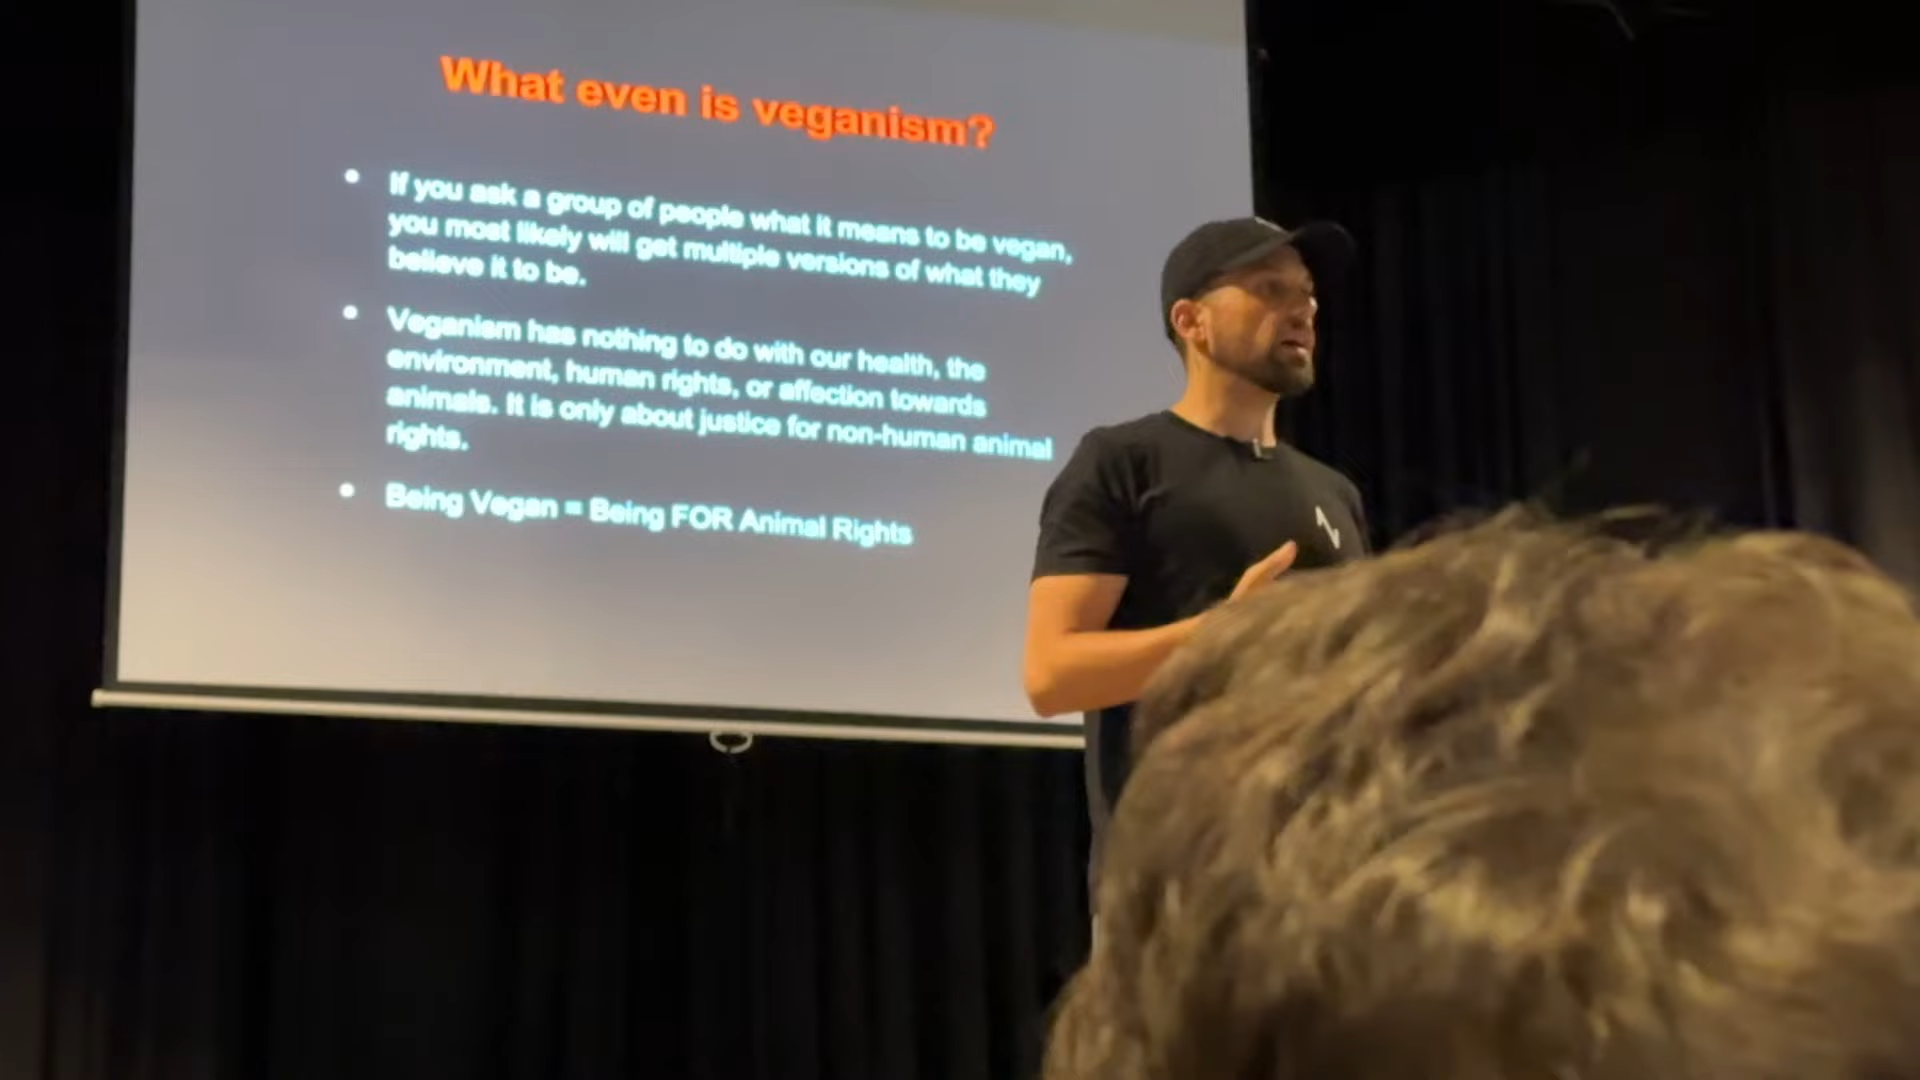 What even is veganism?
If you ask a group of people what it means to be vegan,
you most likely will get multiple versions of what they
believe it to be.
Veganism has nothing to do with our health, the
environment, human rights, or affection towards
animals. It is only about justice for non-human animal
rights.
Being Vegan = Being FOR Animal Rights